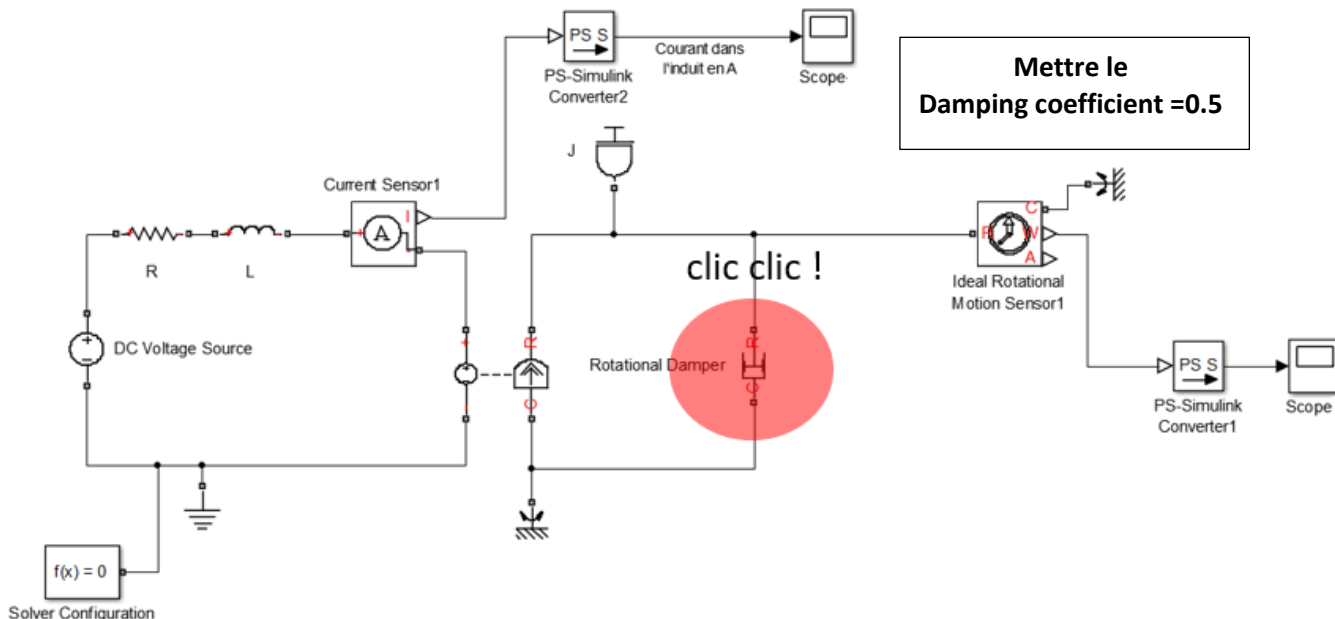 PS S
PS-Simulink
Converter2
Courant dans
l'induit en A
Scope
Mettre le
Damping coefficient =0.5
J
Current Sensor1
I
A
+
-
R
L
C
R
W
A
Ideal Rotational
Motion Sensor1
clic clic !
DC Voltage Source
+
-
R
C
Rotational Damper
R
C
PS S
PS-Simulink
Converter1
Scope
f(x) = 0
Solver Configuration